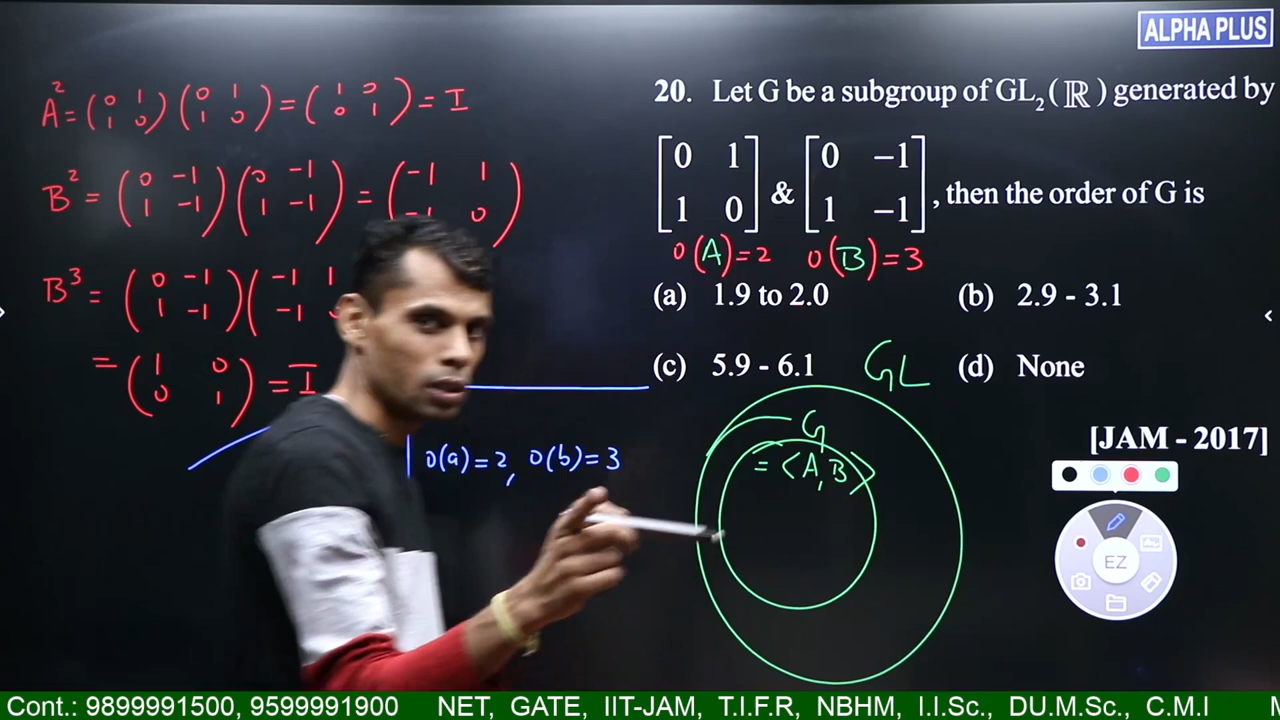 ALPHA PLUS
A² = (0 1 1 0) (0 1 1 0) = (1 0 0 1) = I
B² = (0 -1 1 -1) (0 -1 1 -1) = (-1 1 -1 0)
B³ = (0 -1 1 -1) (-1 1 -1
= (1 0 0 1) = I
o(a) = 2, o(b) = 3
20. Let G be a subgroup of GL₂(ℝ) generated by
[0 1 1 0] & [0 -1 1 -1], then the order of G is
o(A) = 2 o(B) = 3
(a) 1.9 to 2.0 (b) 2.9 - 3.1
(c) 5.9 - 6.1 (d) None
GL
G
= <A, B>
[JAM - 2017]
EZ
Cont.: 9899991500, 9599991900 NET, GATE, IIT-JAM, T.I.F.R, NBHM, I.I.Sc., DU.M.Sc., C.M.I